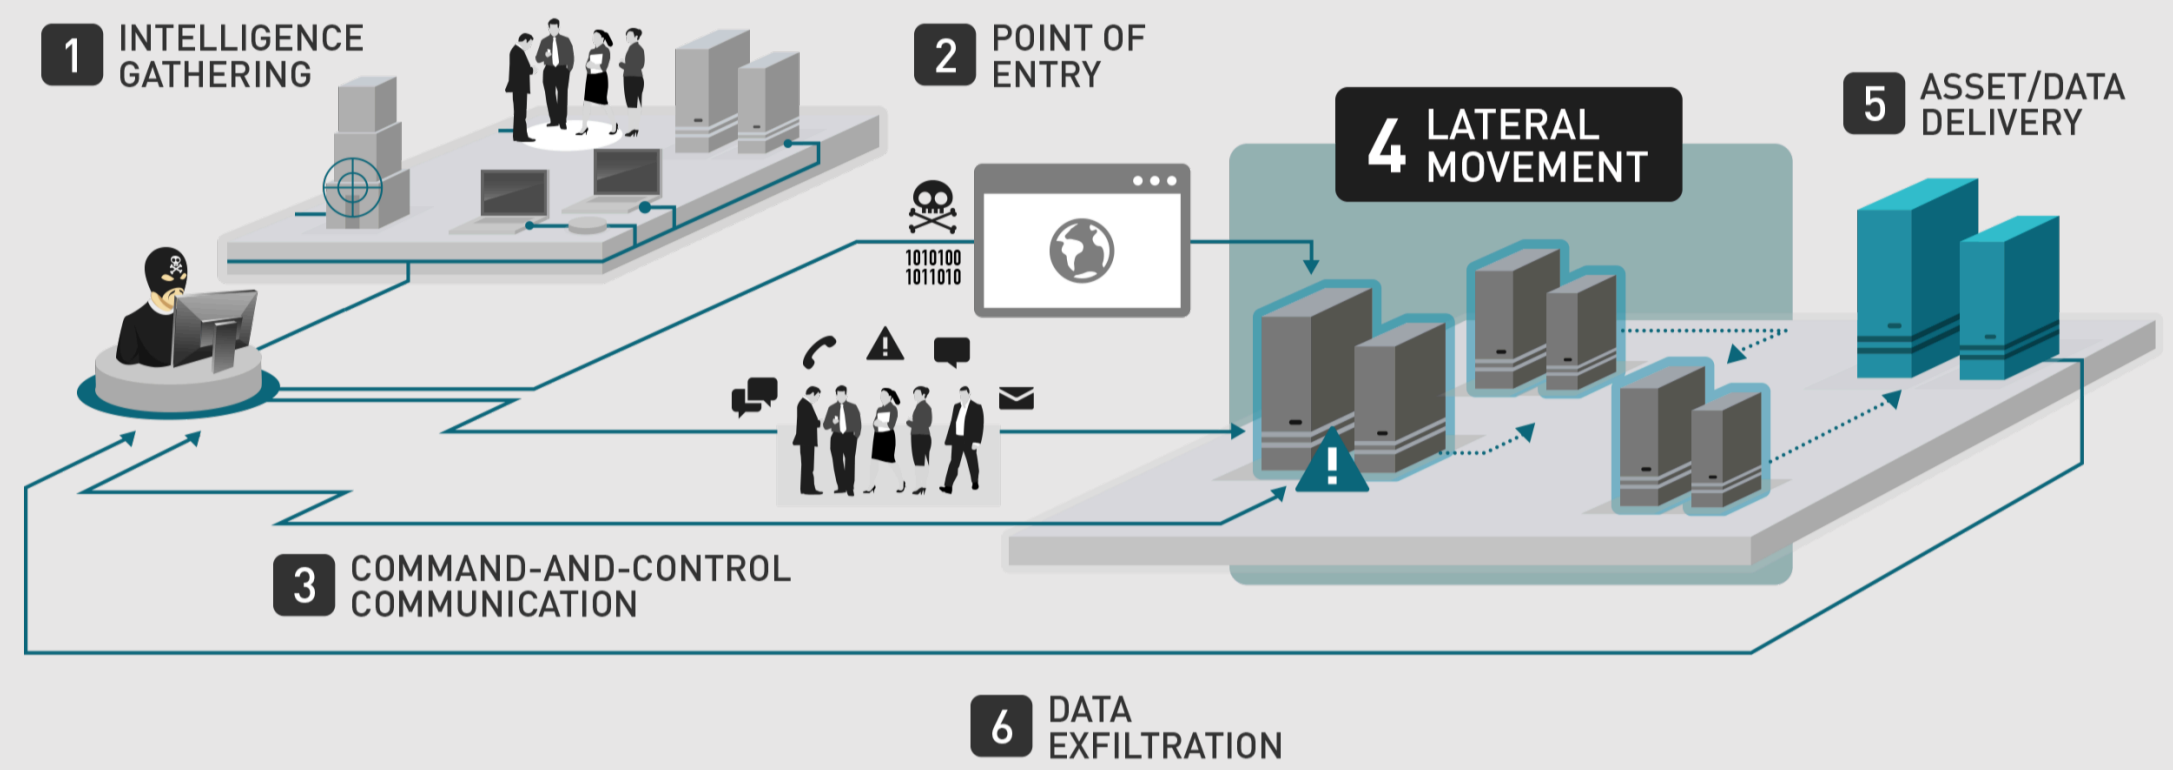 1 INTELLIGENCE
GATHERING
2 POINT OF
ENTRY
1010100
1011010
3 COMMAND-AND-CONTROL
COMMUNICATION
4 LATERAL
MOVEMENT
!
!
5 ASSET/DATA
DELIVERY
6 DATA
EXFILTRATION